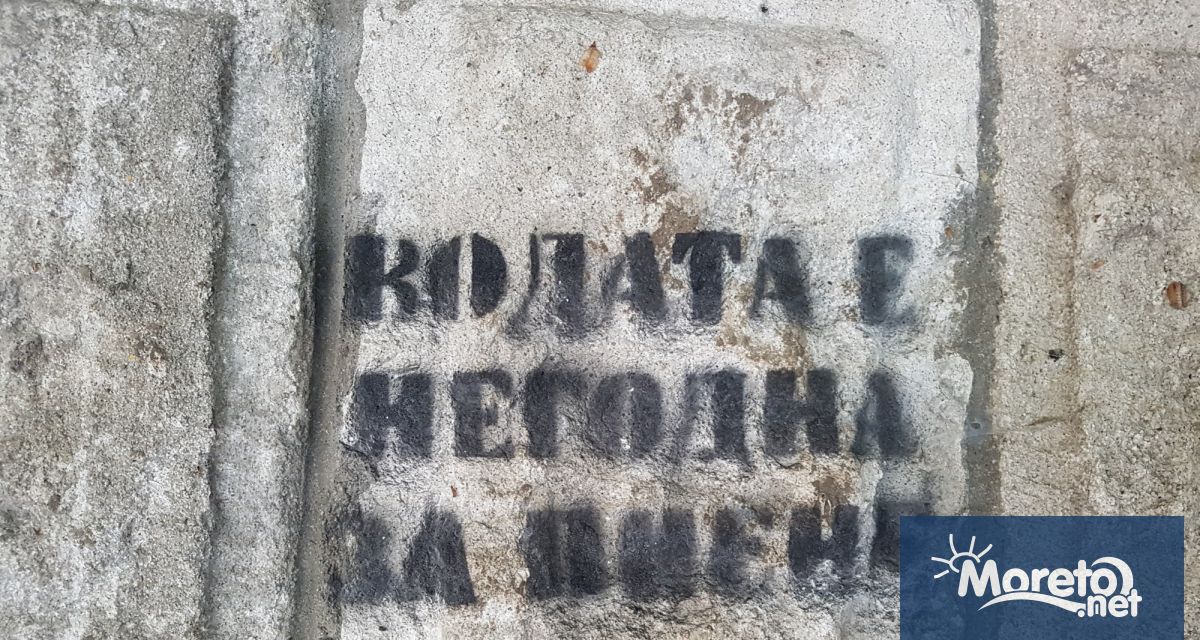 ВОДАТА Е
НЕГОДНА
ЗА ПИЕНЕ
Moreto
.net